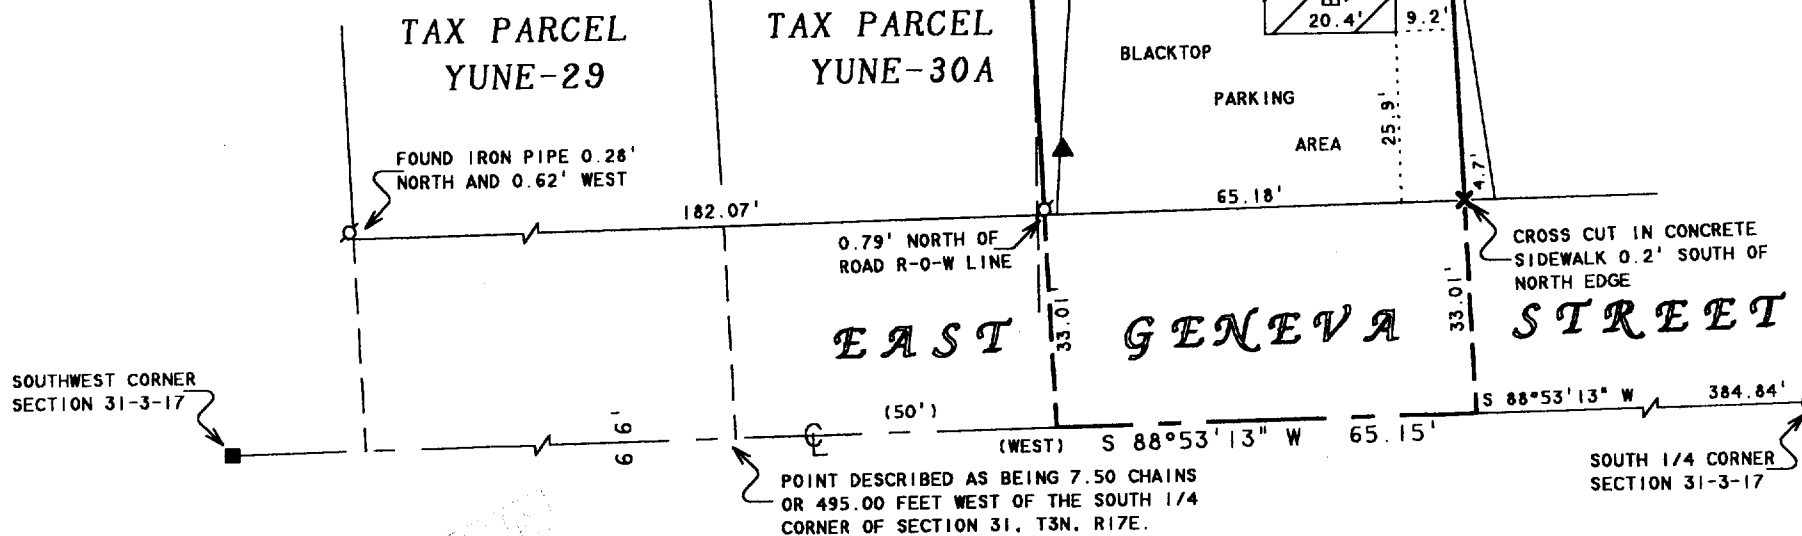 TAX PARCEL
YUNE-29
TAX PARCEL
YUNE-30A
20.4'
9.2'
BLACKTOP
PARKING
AREA
25.9'
4.7'
FOUND IRON PIPE 0.28'
NORTH AND 0.62' WEST
182.07'
65.18'
0.79' NORTH OF
ROAD R-O-W LINE
CROSS CUT IN CONCRETE
SIDEWALK 0.2' SOUTH OF
NORTH EDGE
33.01'
33.01'
EAST GENEVA STREET
SOUTHWEST CORNER
SECTION 31-3-17
66'
(50')
(WEST) S 88°53'13" W 65.15'
S 88°53'13" W 384.84'
POINT DESCRIBED AS BEING 7.50 CHAINS
OR 495.00 FEET WEST OF THE SOUTH 1/4
CORNER OF SECTION 31, T3N, R17E.
SOUTH 1/4 CORNER
SECTION 31-3-17